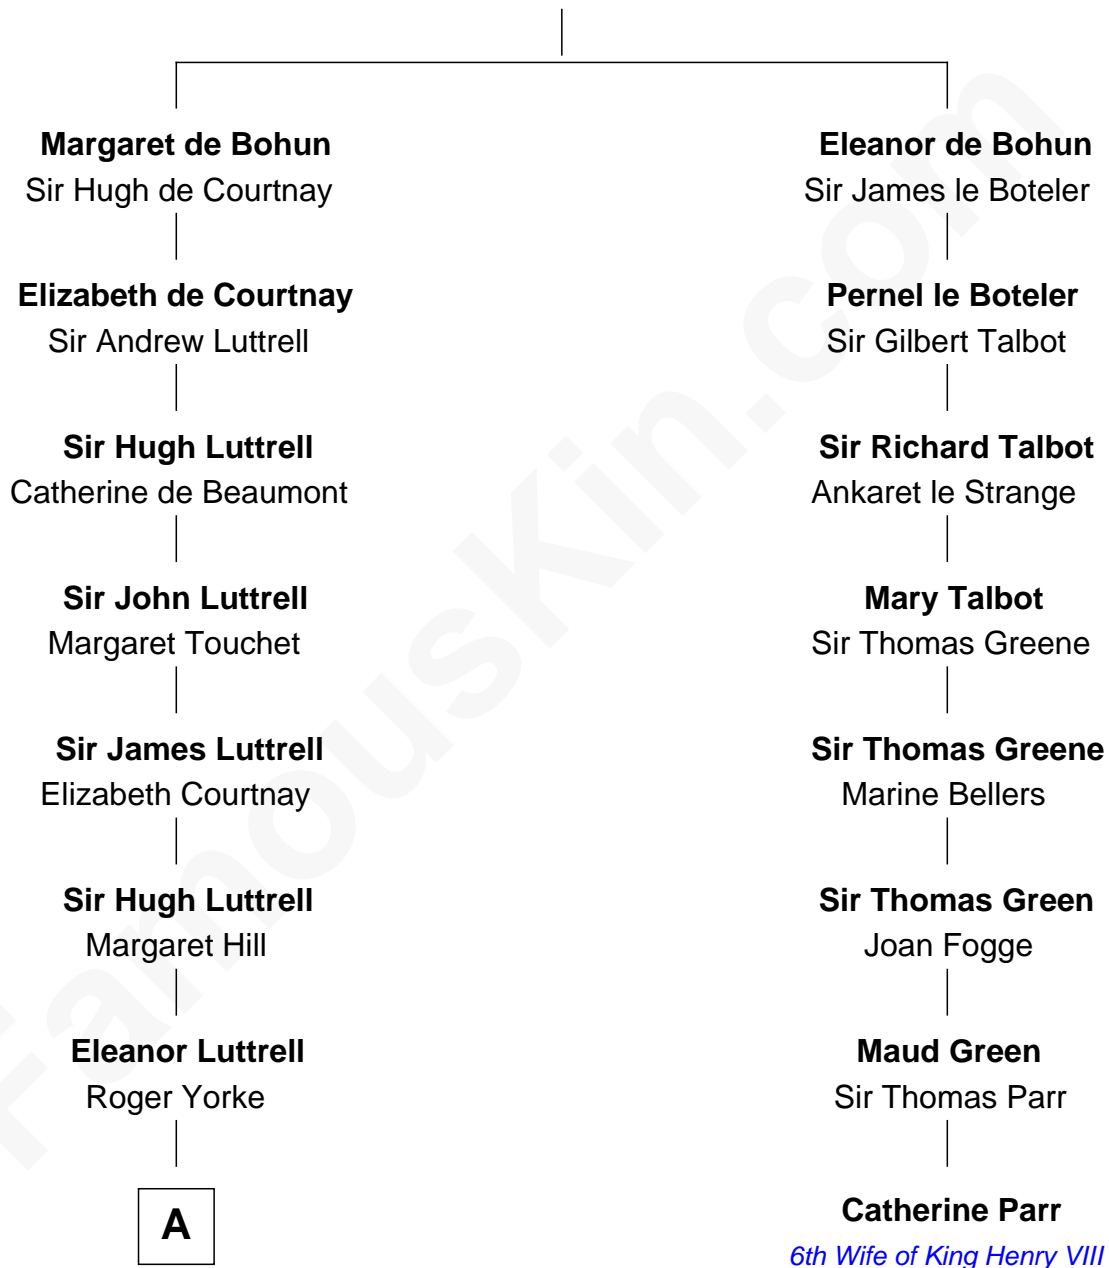 Margaret de Bohun
Sir Hugh de Courtnay
Elizabeth de Courtnay
Sir Andrew Luttrell
Sir Hugh Luttrell
Catherine de Beaumont
Sir John Luttrell
Margaret Touchet
Sir James Luttrell
Elizabeth Courtnay
Sir Hugh Luttrell
Margaret Hill
Eleanor Luttrell
Roger Yorke
A
Eleanor de Bohun
Sir James le Boteler
Pernel le Boteler
Sir Gilbert Talbot
Sir Richard Talbot
Ankaret le Strange
Mary Talbot
Sir Thomas Greene
Sir Thomas Greene
Marine Bellers
Sir Thomas Green
Joan Fogge
Maud Green
Sir Thomas Parr
Catherine Parr
6th Wife of King Henry VIII
FamousKin.com